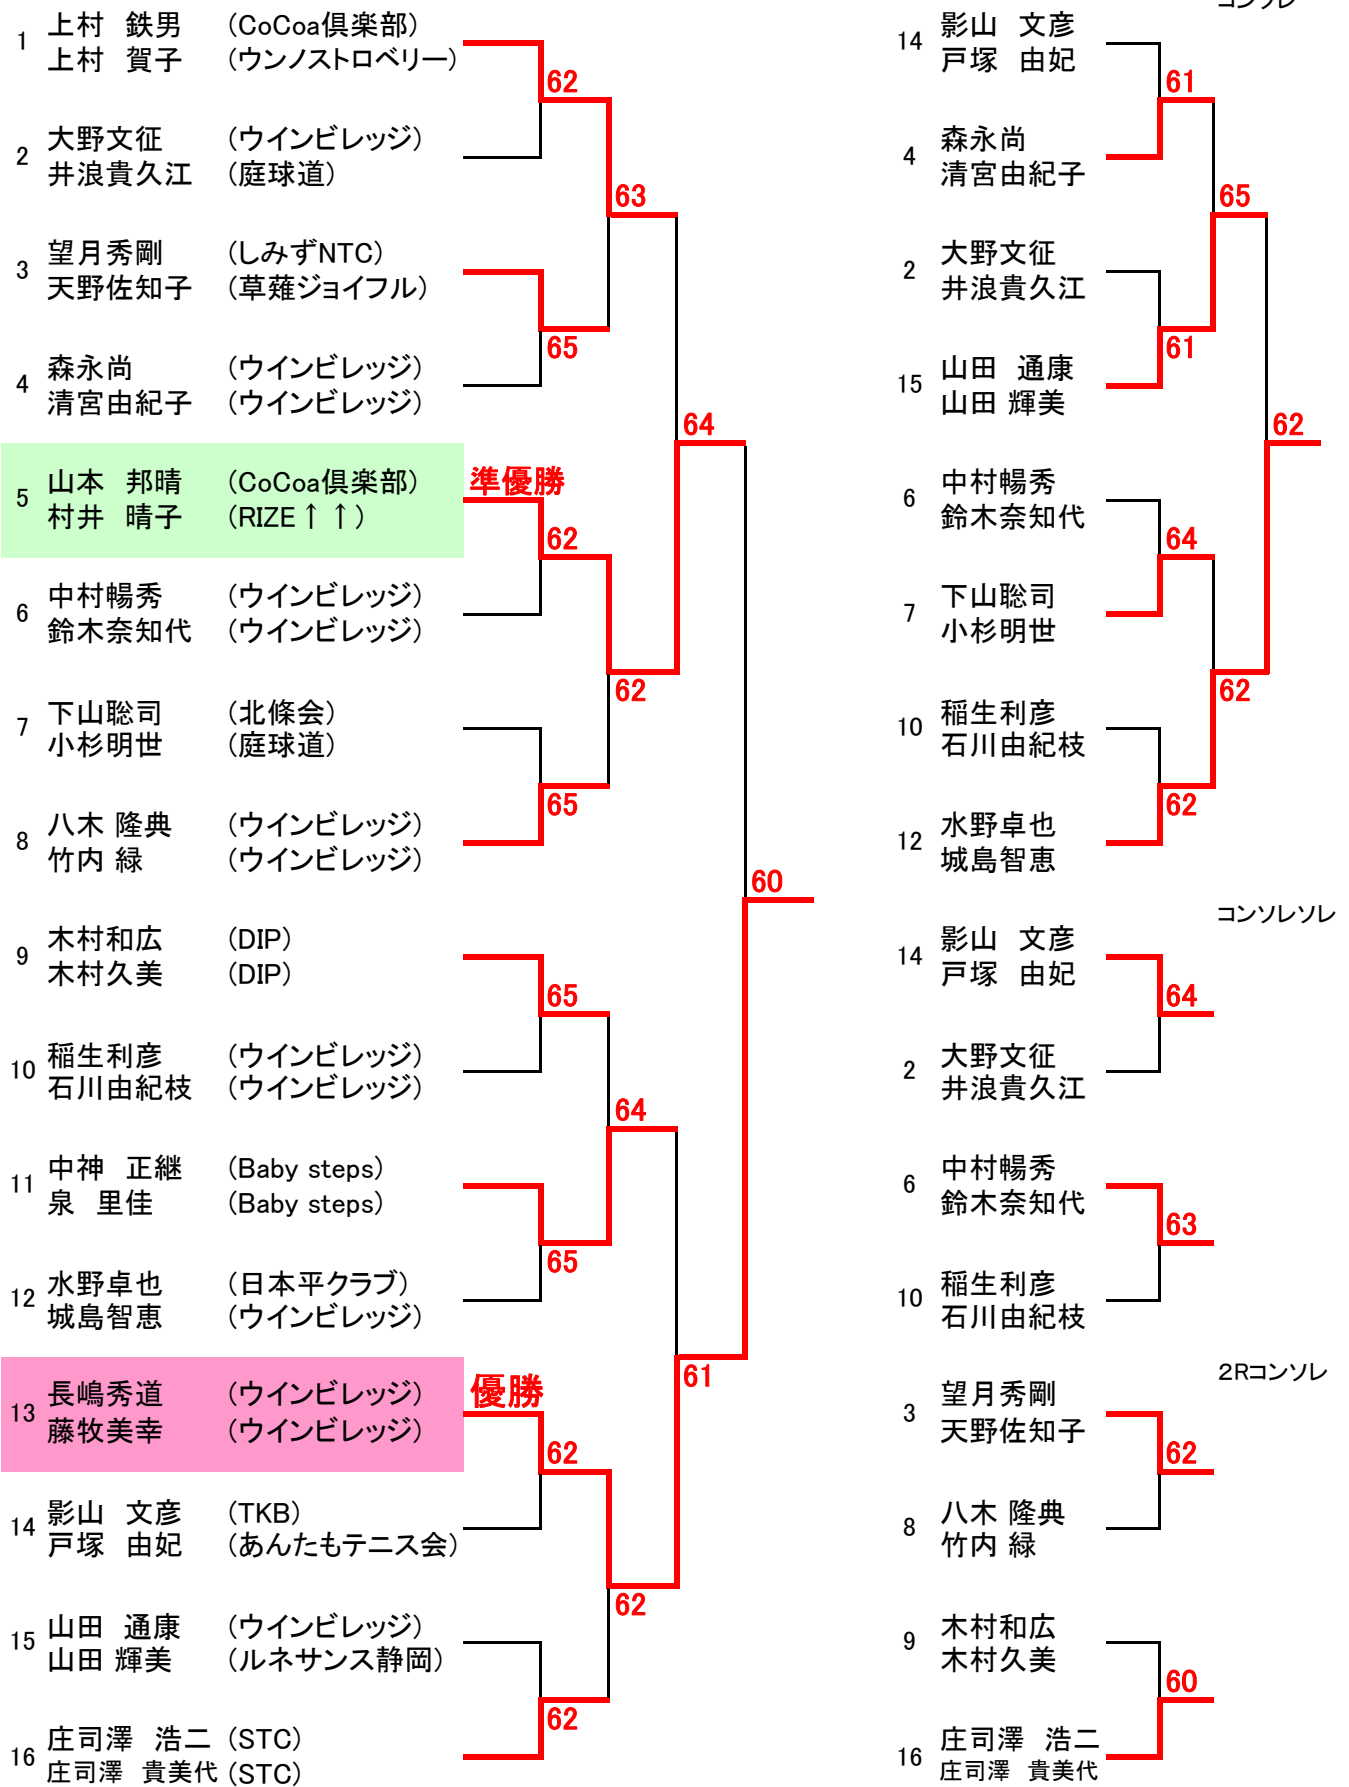 1 上村　鉄男 (CoCoa倶楽部)
上村　賀子 (ウンノストロベリー)
62
2 大野文征 (ウインビレッジ)
井浪貴久江 (庭球道)
63
3 望月秀剛 (しみずNTC)
天野佐知子 (草薙ジョイフル)
65
4 森永尚 (ウインビレッジ)
清宮由紀子 (ウインビレッジ)
64
5 山本　邦晴 (CoCoa倶楽部) 準優勝
村井　晴子 (RIZE↑↑)
62
6 中村暢秀 (ウインビレッジ)
鈴木奈知代 (ウインビレッジ)
62
7 下山聡司 (北條会)
小杉明世 (庭球道)
65
8 八木 隆典 (ウインビレッジ)
竹内 緑 (ウインビレッジ)
60
9 木村和広 (DIP)
木村久美 (DIP)
65
10 稲生利彦 (ウインビレッジ)
石川由紀枝 (ウインビレッジ)
64
11 中神　正継 (Baby steps)
泉　里佳 (Baby steps)
65
12 水野卓也 (日本平クラブ)
城島智恵 (ウインビレッジ)
61
13 長嶋秀道 (ウインビレッジ) 優勝
藤牧美幸 (ウインビレッジ)
62
14 影山　文彦 (TKB)
戸塚　由妃 (あんたもテニス会)
62
15 山田　通康 (ウインビレッジ)
山田 輝美 (ルネサンス静岡)
62
16 庄司澤　浩二 (STC)
庄司澤　貴美代 (STC)
コンソレ
14 影山　文彦
戸塚　由妃
61
4 森永尚
清宮由紀子
65
2 大野文征
井浪貴久江
61
15 山田　通康
山田 輝美
62
6 中村暢秀
鈴木奈知代
64
7 下山聡司
小杉明世
62
10 稲生利彦
石川由紀枝
62
12 水野卓也
城島智恵
コンソレソレ
14 影山　文彦
戸塚　由妃
64
2 大野文征
井浪貴久江
6 中村暢秀
鈴木奈知代
63
10 稲生利彦
石川由紀枝
2Rコンソレ
3 望月秀剛
天野佐知子
62
8 八木 隆典
竹内 緑
9 木村和広
木村久美
60
16 庄司澤　浩二
庄司澤　貴美代